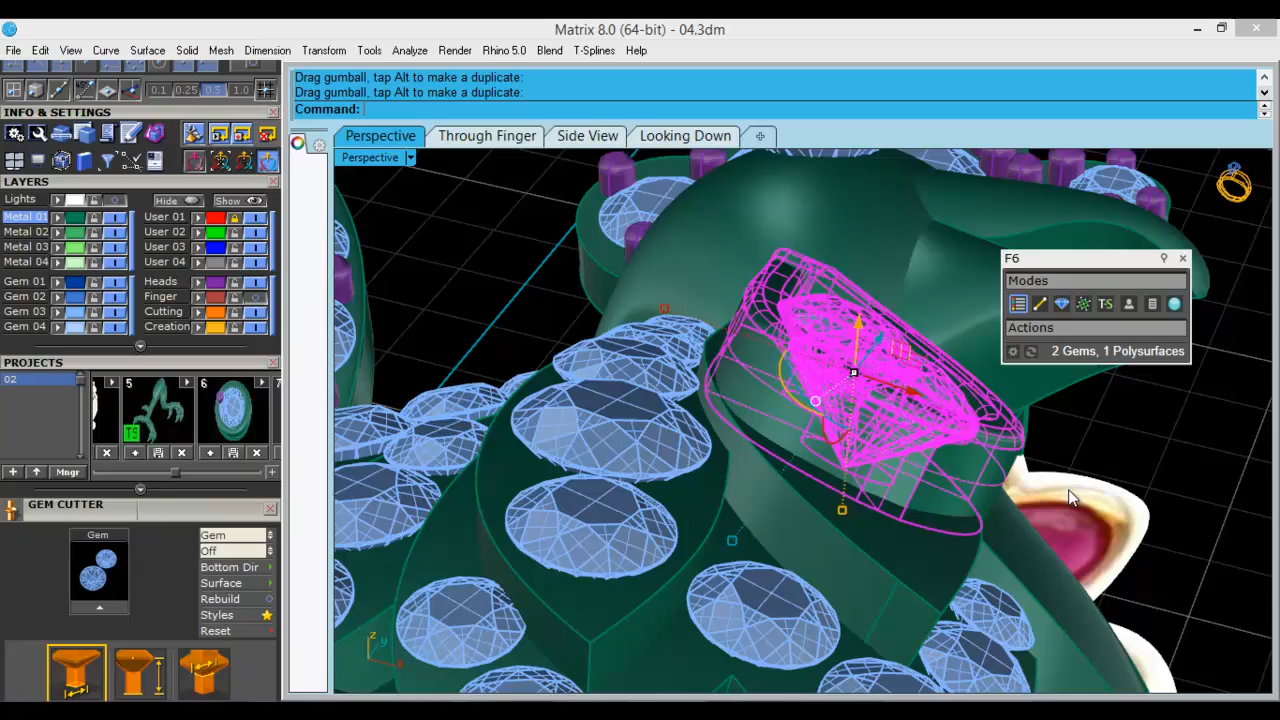 Matrix 8.0 (64-bit) - 04.3dm
File Edit View Curve Surface Solid Mesh Dimension Transform Tools Analyze Render Rhino 5.0 Blend T-Splines Help
Drag gumball, tap Alt to make a duplicate:
Drag gumball, tap Alt to make a duplicate:
Command:
0.1 0.25 0.5 1.0
INFO & SETTINGS
Perspective Through Finger Side View Looking Down
Perspective
LAYERS
Lights Hide Show
Metal 01 User 01
Metal 02 User 02
Metal 03 User 03
Metal 04 User 04
Gem 01 Heads
Gem 02 Finger
Gem 03 Cutting
Gem 04 Creation
F6
Modes
TS
Actions
2 Gems, 1 Polysurfaces
PROJECTS
02
5 6 7
TS
Mngr
GEM CUTTER
Gem
Gem
Off
Bottom Dir
Surface
Rebuild
Styles
Reset
z
y
x